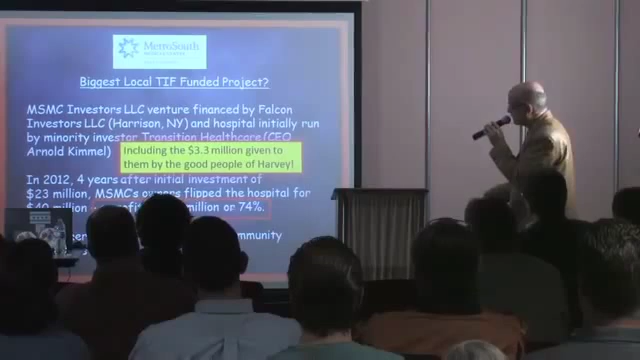 MetroSouth
MEDICAL CENTER
Biggest Local TIF Funded Project?
MSMC Investors LLC venture financed by Falcon
Investors LLC (Harrison, NY) and hospital initially run
by minority investor Transition Healthcare (CEO
Arnold Kimmel)
Including the $3.3 million given to
them by the good people of Harvey!
In 2012, 4 years after initial investment of
$23 million, MSMC's owners flipped the hospital for
million or 74%.
mmunity